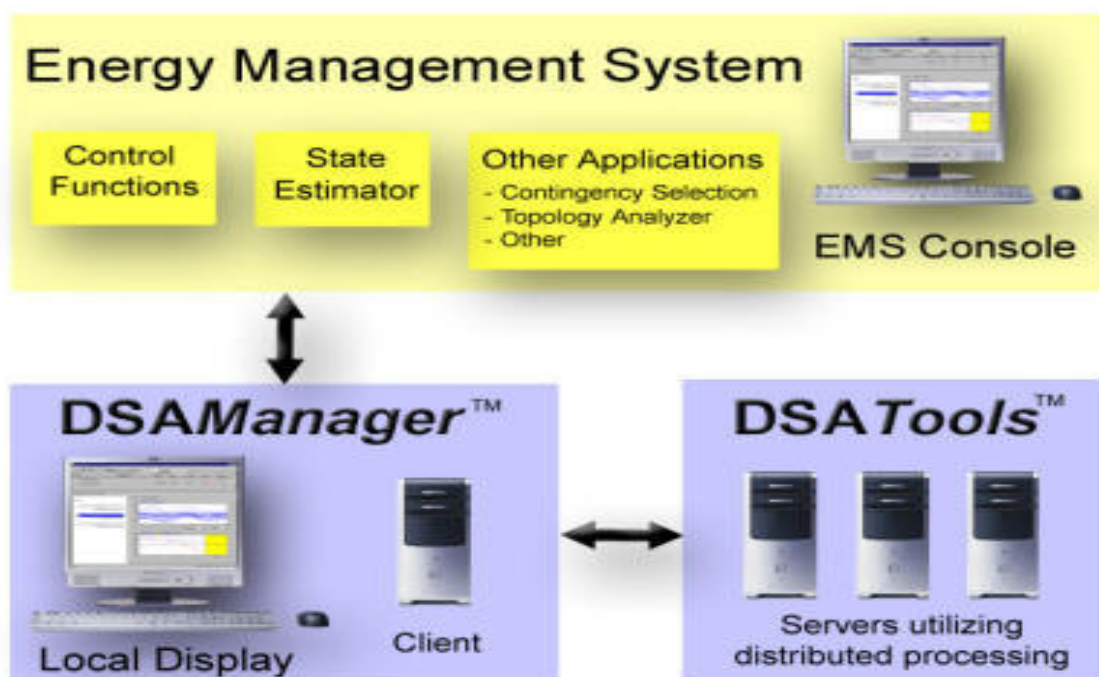 Energy Management System
Control
Functions
State
Estimator
Other Applications
- Contingency Selection
- Topology Analyzer
- Other
EMS Console
DSAManager™
Local Display
Client
DSATools™
Servers utilizing
distributed processing